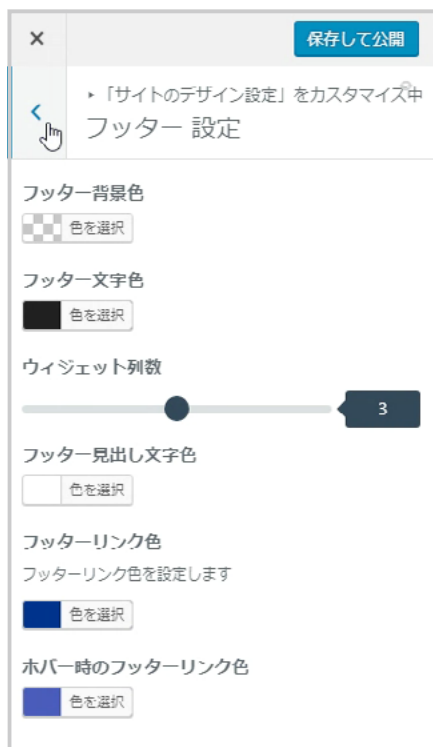 ×
保存して公開
▸ 「サイトのデザイン設定」をカスタマイズ中
フッター 設定
フッター背景色
色を選択
フッター文字色
色を選択
ウィジェット列数
3
フッター見出し文字色
色を選択
フッターリンク色
フッターリンク色を設定します
色を選択
ホバー時のフッターリンク色
色を選択